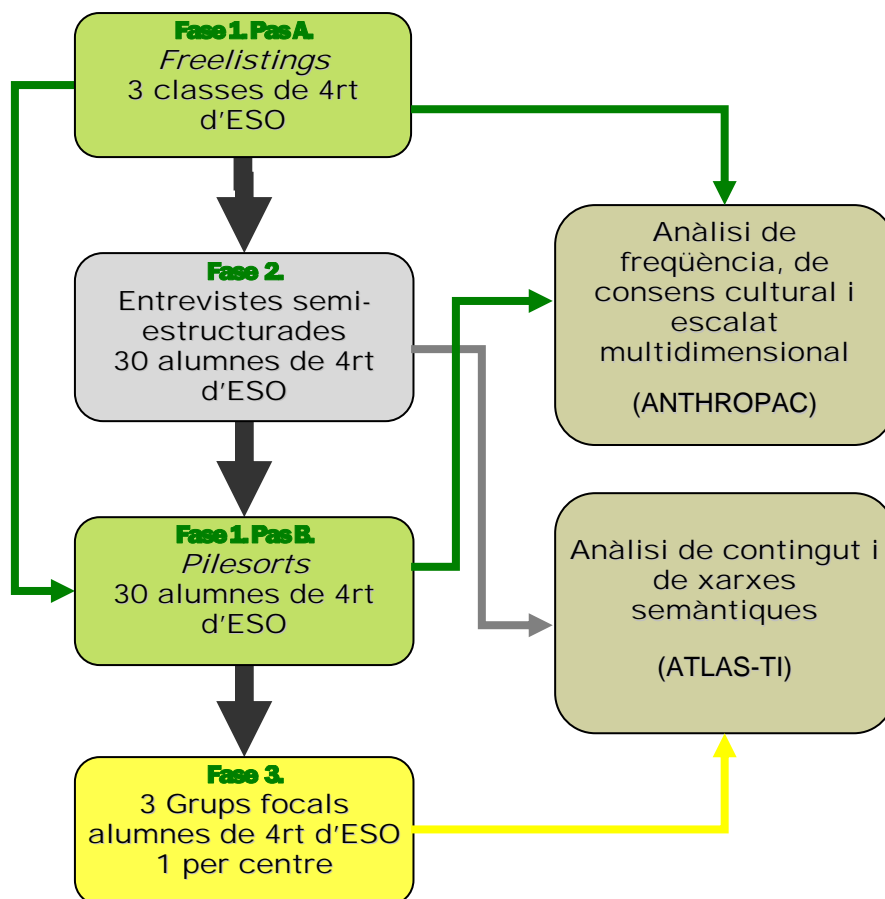 Fase 1. Pas A.
Freelistings
3 classes de 4rt
d'ESO
Fase 2.
Entrevistes semi-
estructurades
30 alumnes de 4rt
d'ESO
Fase 1. Pas B.
Pilesorts
30 alumnes de 4rt
d'ESO
Fase 3.
3 Grups focals
alumnes de 4rt d'ESO
1 per centre
Anàlisi de
freqüència, de
consens cultural i
escalat
multidimensional
(ANTHROPAC)
Anàlisi de contingut i
de xarxes
semàntiques
(ATLAS-TI)